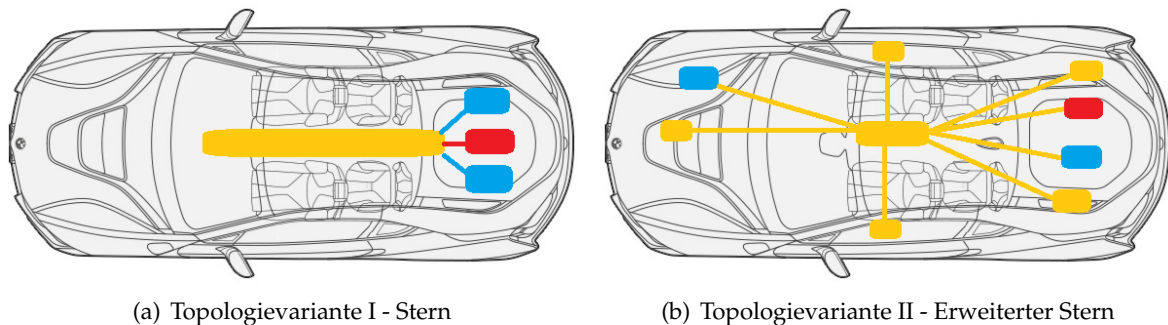 (a) Topologievariante I - Stern
(b) Topologievariante II - Erweiterter Stern